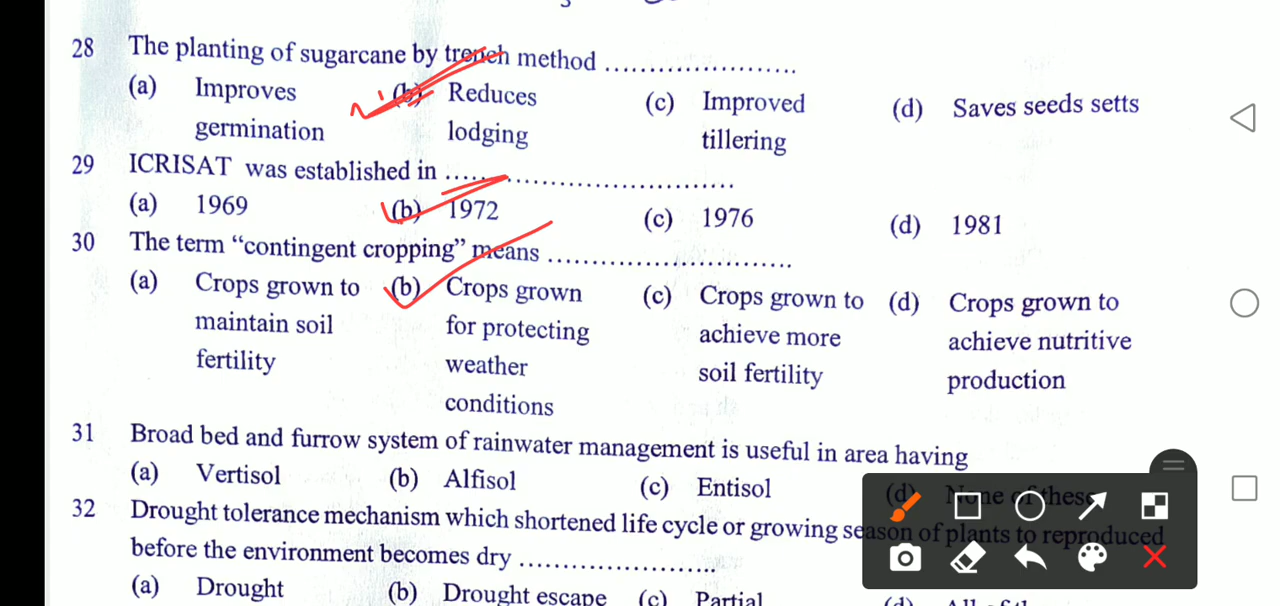 28 The planting of sugarcane by trench method ......................
(a) Improves germination (b) Reduces lodging (c) Improved tillering (d) Saves seeds setts
29 ICRISAT was established in .................................
(a) 1969 (b) 1972 (c) 1976 (d) 1981
30 The term “contingent cropping” means ............................
(a) Crops grown to maintain soil fertility (b) Crops grown for protecting weather conditions (c) Crops grown to achieve more soil fertility (d) Crops grown to achieve nutritive production
31 Broad bed and furrow system of rainwater management is useful in area having
(a) Vertisol (b) Alfisol (c) Entisol (d) None of these
32 Drought tolerance mechanism which shortened life cycle or growing season of plants to reproduced
before the environment becomes dry ......................
(a) Drought (b) Drought escape (c) Partial (d)